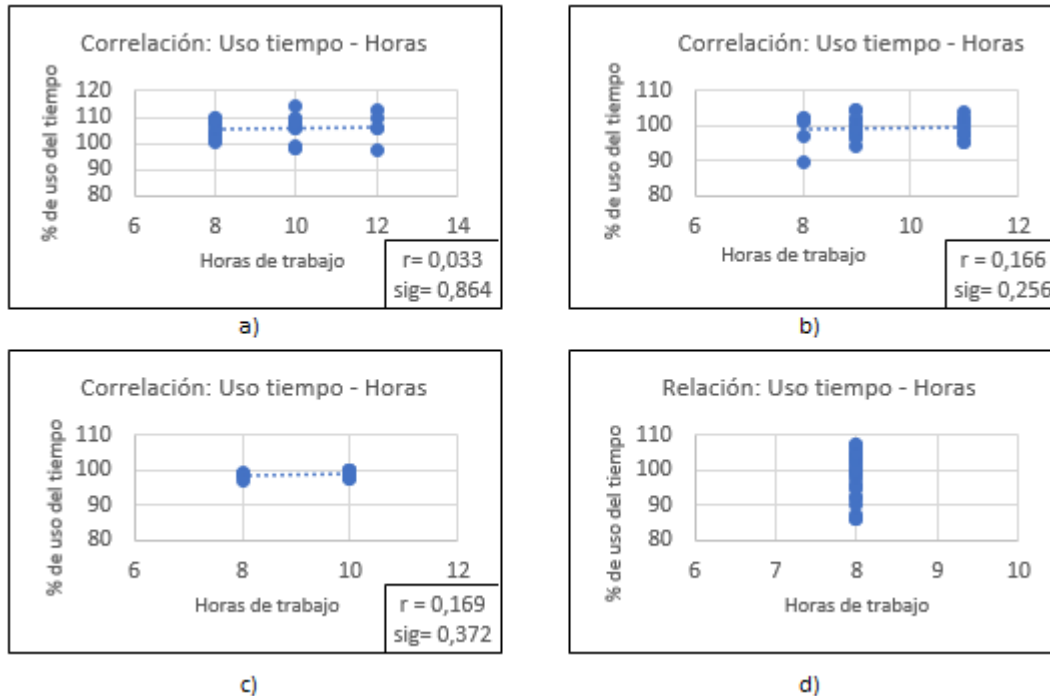 Correlación: Uso tiempo - Horas
% de uso del tiempo
120
110
100
90
80
6
8
10
12
14
Horas de trabajo
r= 0,033
sig= 0,864
a)
Correlación: Uso tiempo - Horas
% de uso del tiempo
110
100
90
80
6
8
10
12
Horas de trabajo
r = 0,166
sig= 0,256
b)
Correlación: Uso tiempo - Horas
% de uso del tiempo
110
100
90
80
6
8
10
12
Horas de trabajo
r = 0,169
sig= 0,372
c)
Relación: Uso tiempo - Horas
% de uso del tiempo
110
100
90
80
6
7
8
9
10
Horas de trabajo
d)